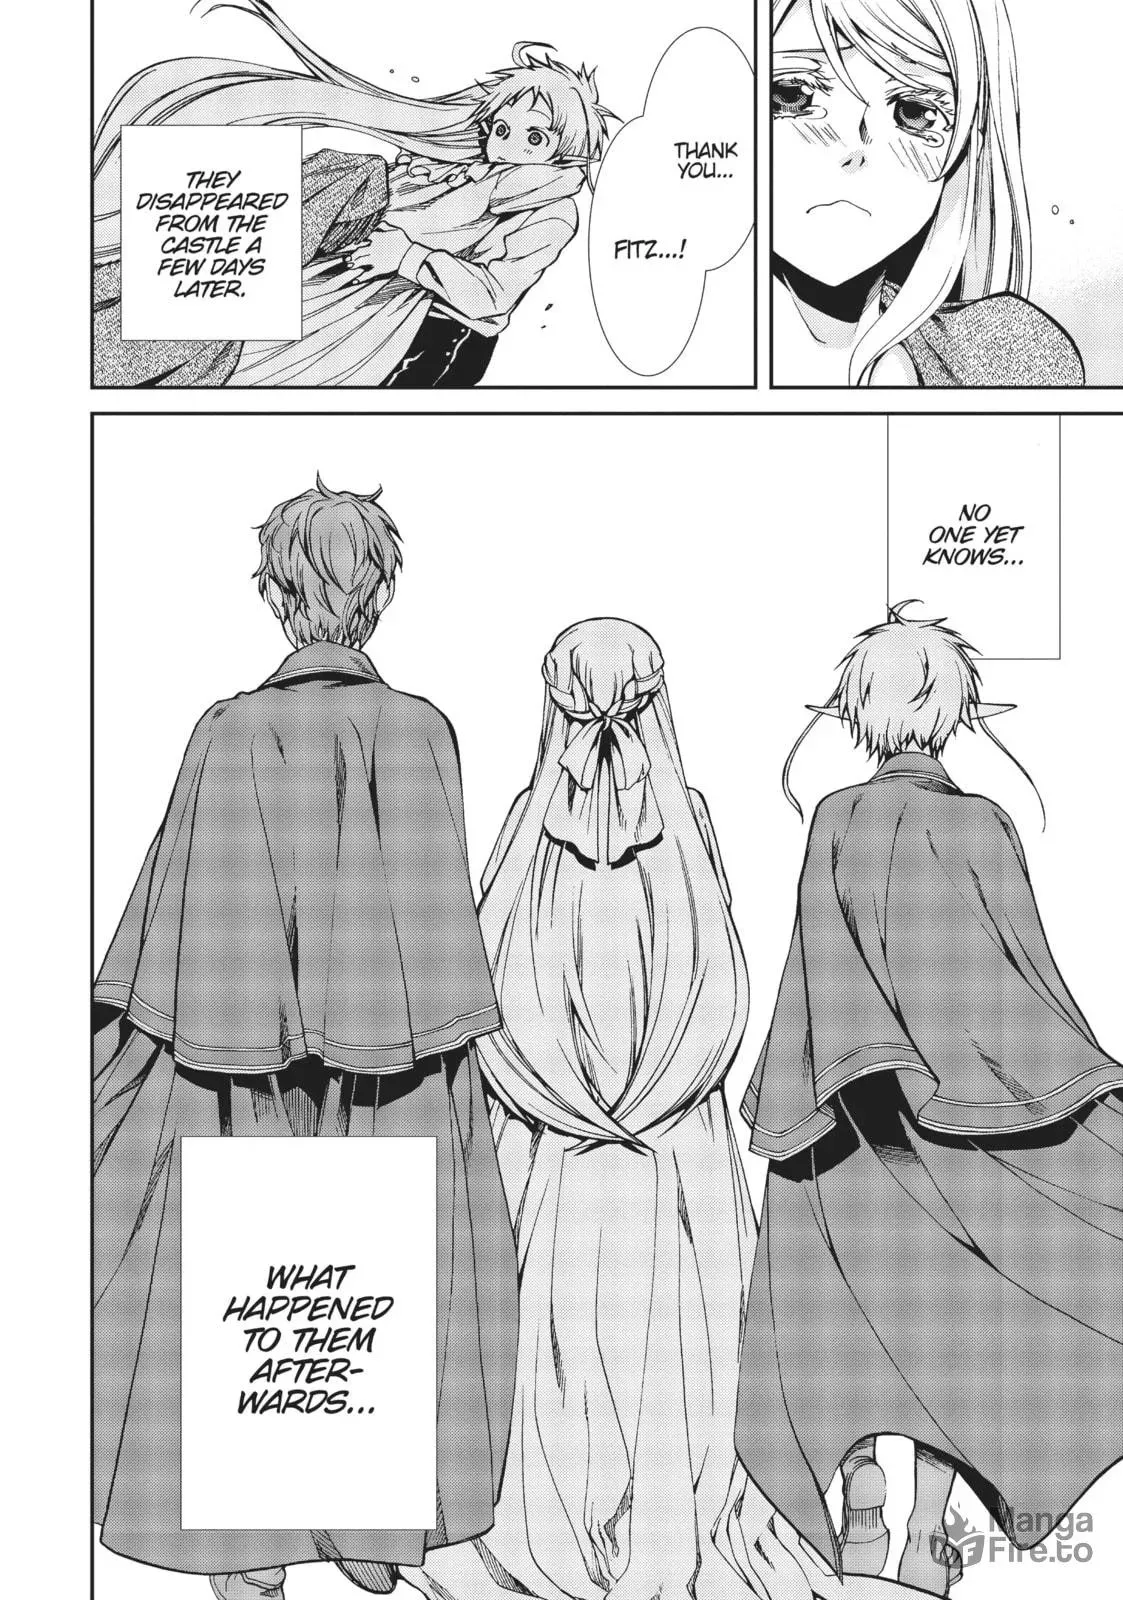 THANK
YOU...
FITZ...!
THEY
DISAPPEARED
FROM THE
CASTLE A
FEW DAYS
LATER.
NO
ONE YET
KNOWS...
WHAT
HAPPENED
TO THEM
AFTER-
WARDS...
Manga
Fire.to